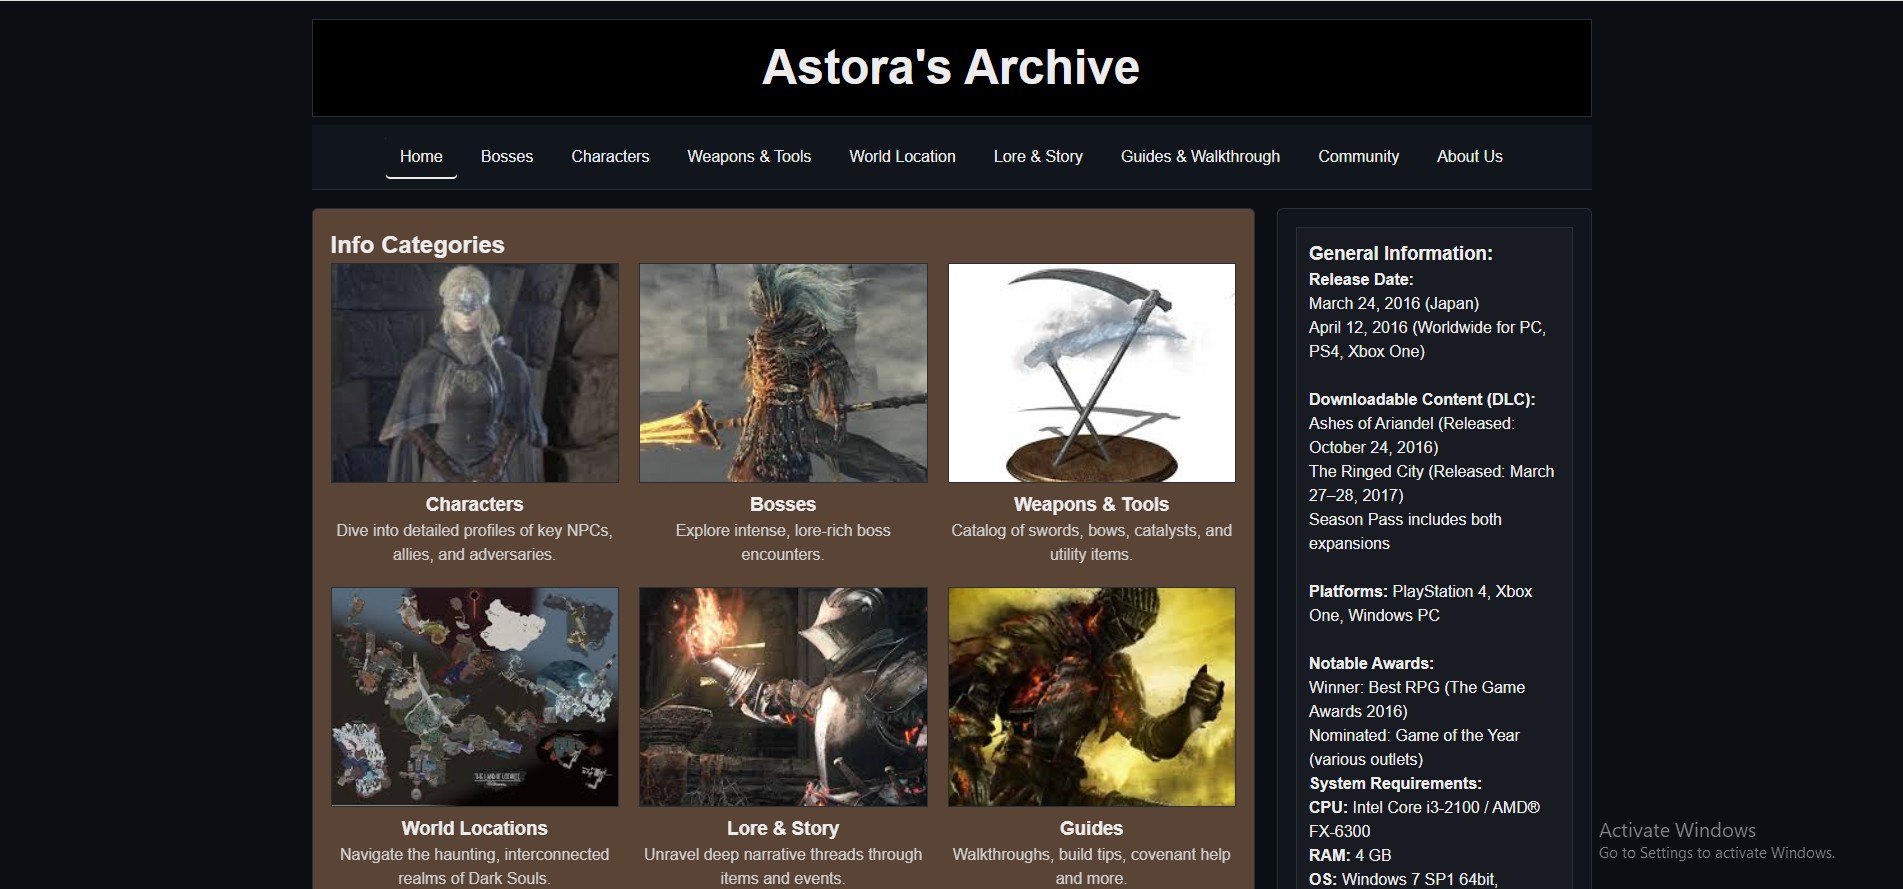 Astora's Archive
Home Bosses Characters Weapons & Tools World Location Lore & Story Guides & Walkthrough Community About Us
Info Categories
Characters
Dive into detailed profiles of key NPCs,
allies, and adversaries.
Bosses
Explore intense, lore-rich boss
encounters.
Weapons & Tools
Catalog of swords, bows, catalysts, and
utility items.
THE LAND OF LOTHRIC
World Locations
Navigate the haunting, interconnected
realms of Dark Souls.
Lore & Story
Unravel deep narrative threads through
items and events.
Guides
Walkthroughs, build tips, covenant help
and more.
General Information:
Release Date:
March 24, 2016 (Japan)
April 12, 2016 (Worldwide for PC,
PS4, Xbox One)
Downloadable Content (DLC):
Ashes of Ariandel (Released:
October 24, 2016)
The Ringed City (Released: March
27–28, 2017)
Season Pass includes both
expansions
Platforms: PlayStation 4, Xbox
One, Windows PC
Notable Awards:
Winner: Best RPG (The Game
Awards 2016)
Nominated: Game of the Year
(various outlets)
System Requirements:
CPU: Intel Core i3-2100 / AMD®
FX-6300
RAM: 4 GB
OS: Windows 7 SP1 64bit,
Activate Windows
Go to Settings to activate Windows.